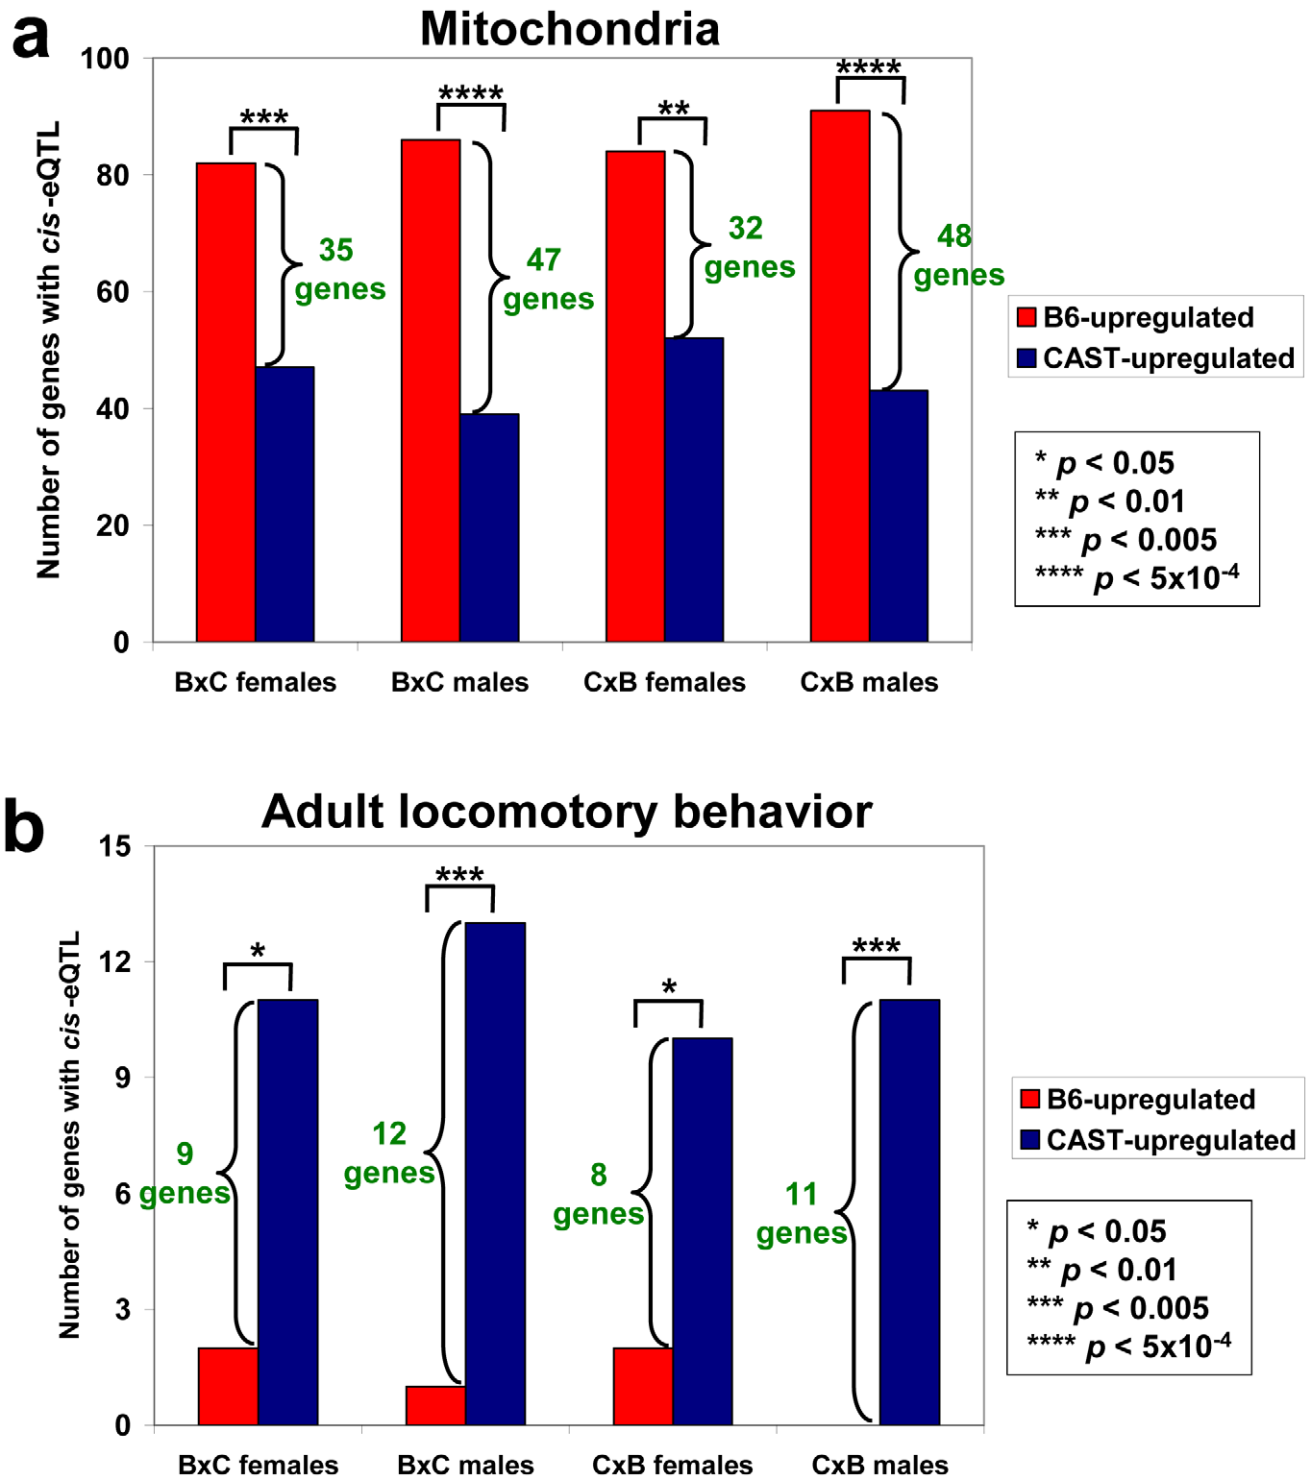 a
Mitochondria
Number of genes with cis-eQTL
100
80
60
40
20
0
***
****
**
****
35
genes
47
genes
32
genes
48
genes
BxC females
BxC males
CxB females
CxB males
B6-upregulated
CAST-upregulated
* p < 0.05
** p < 0.01
*** p < 0.005
**** p < 5x10-4
b
Adult locomotory behavior
Number of genes with cis-eQTL
15
12
9
6
3
0
*
***
*
***
9
genes
12
genes
8
genes
11
genes
BxC females
BxC males
CxB females
CxB males
B6-upregulated
CAST-upregulated
* p < 0.05
** p < 0.01
*** p < 0.005
**** p < 5x10-4